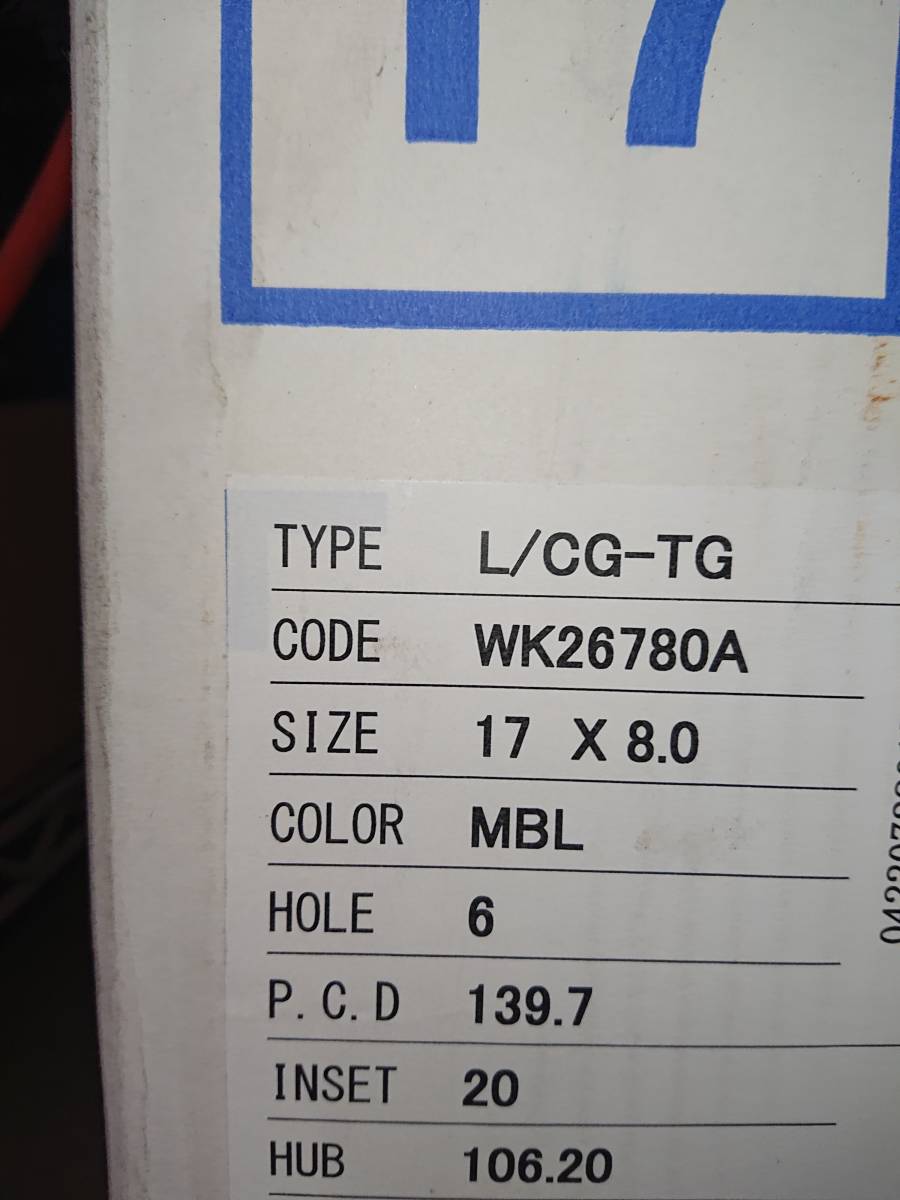 17
TYPE L/CG-TG
CODE WK26780A
SIZE 17 X 8.0
COLOR MBL
HOLE 6
P.C.D 139.7
INSET 20
HUB 106.20